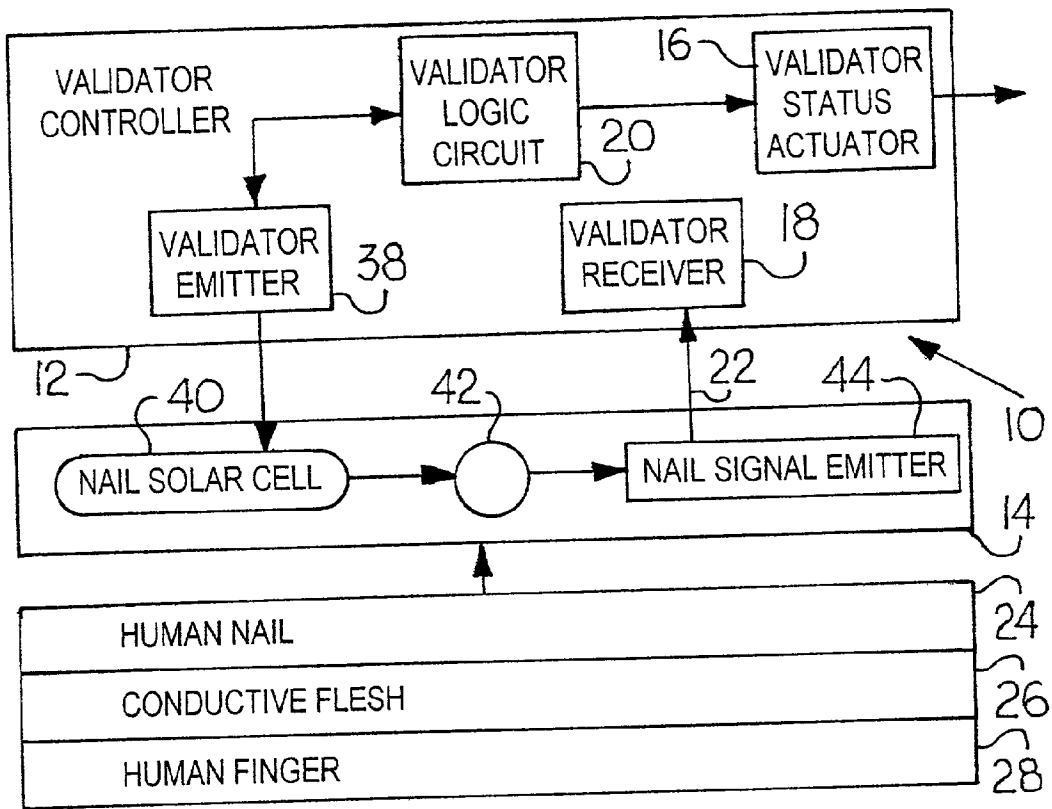 VALIDATOR
CONTROLLER
VALIDATOR
LOGIC
CIRCUIT
20
16
VALIDATOR
STATUS
ACTUATOR
VALIDATOR
EMITTER
38
VALIDATOR
RECEIVER
18
12
10
22
40
NAIL SOLAR CELL
42
44
NAIL SIGNAL EMITTER
14
HUMAN NAIL
24
CONDUCTIVE FLESH
26
HUMAN FINGER
28